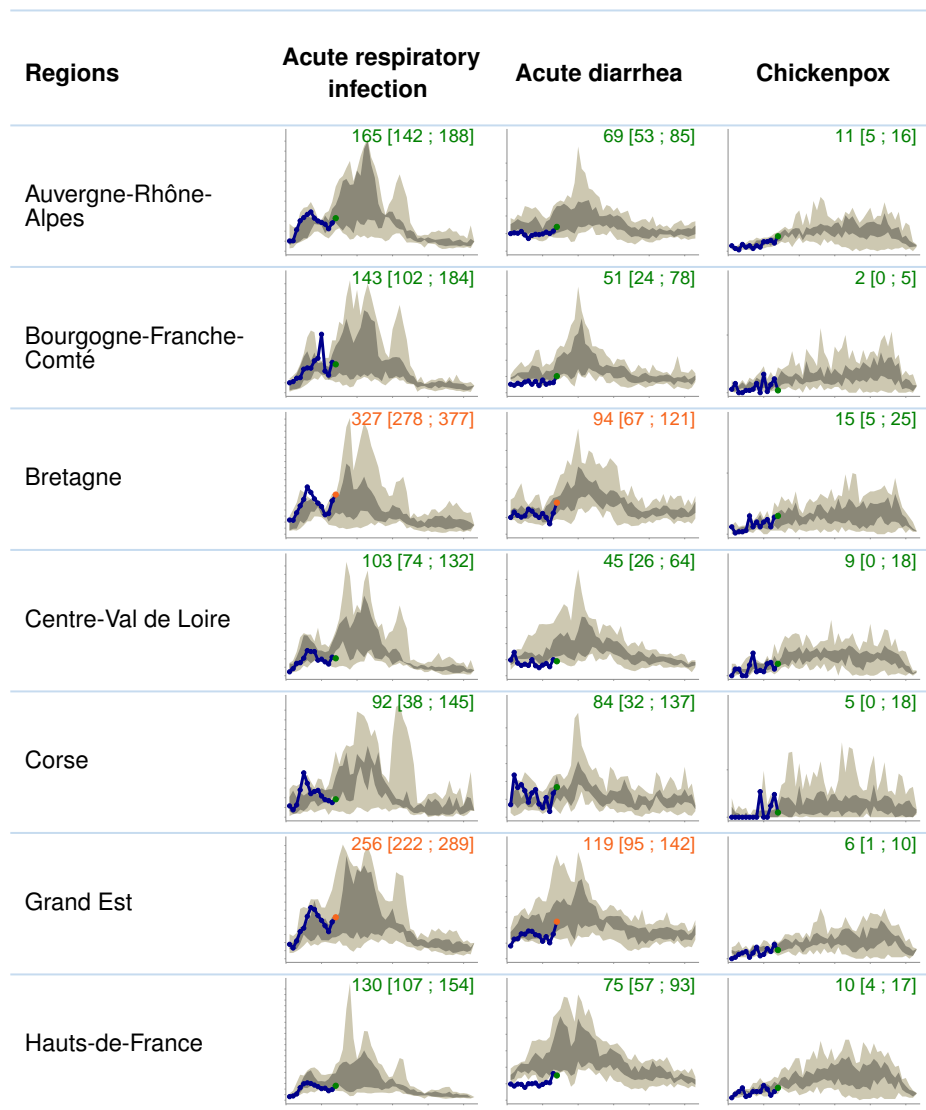 Regions
Acute respiratory
infection
Acute diarrhea
Chickenpox
165 [142 ; 188]
69 [53 ; 85]
11 [5 ; 16]
Auvergne-Rhône-
Alpes
143 [102 ; 184]
51 [24 ; 78]
2 [0 ; 5]
Bourgogne-Franche-
Comté
327 [278 ; 377]
94 [67 ; 121]
15 [5 ; 25]
Bretagne
103 [74 ; 132]
45 [26 ; 64]
9 [0 ; 18]
Centre-Val de Loire
92 [38 ; 145]
84 [32 ; 137]
5 [0 ; 18]
Corse
256 [222 ; 289]
119 [95 ; 142]
6 [1 ; 10]
Grand Est
130 [107 ; 154]
75 [57 ; 93]
10 [4 ; 17]
Hauts-de-France